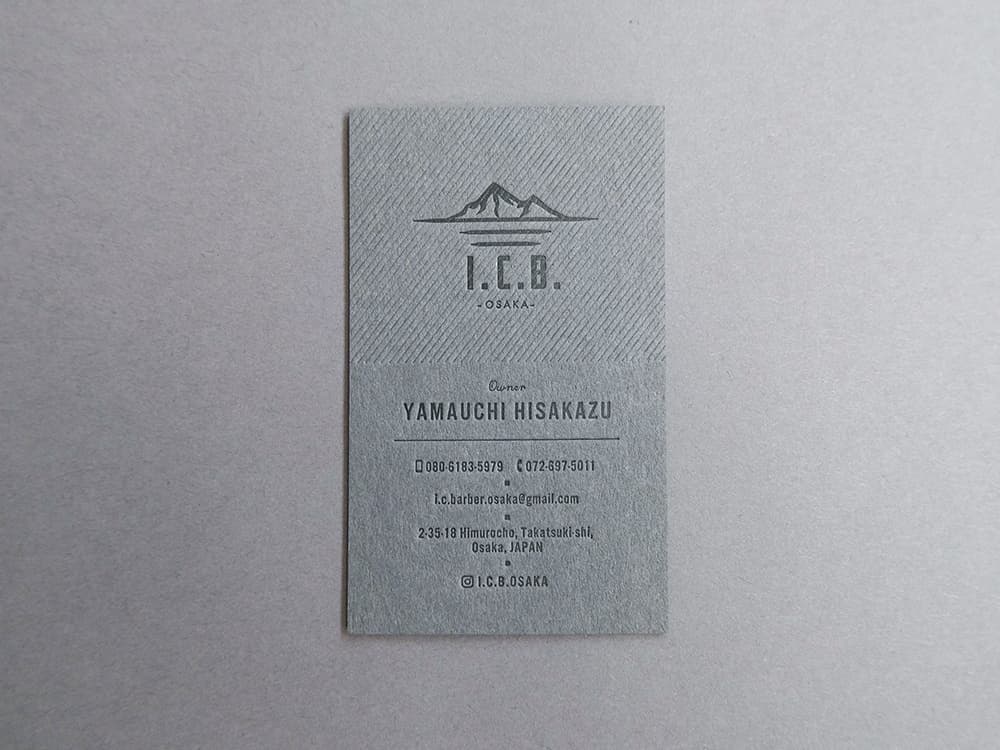 I.C.B.
-OSAKA-
Owner
YAMAUCHI HISAKAZU
080-6183-5979 072-697-5011
i.c.barber.osaka@gmail.com
2-35-18 Himurocho, Takatsuki-shi,
Osaka, JAPAN
I.C.B.OSAKA